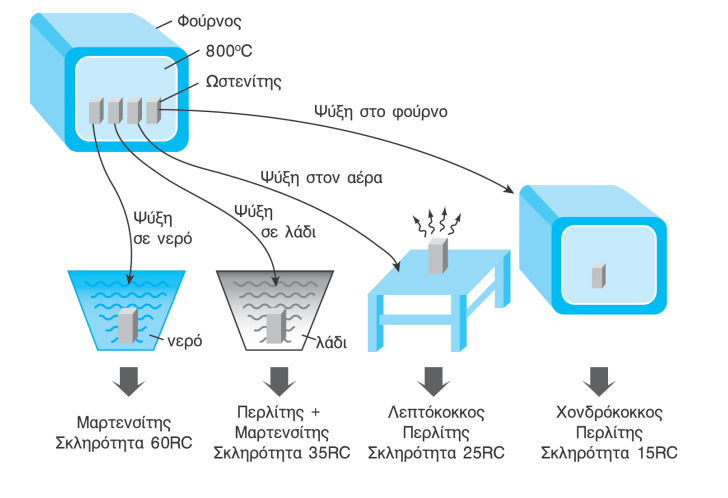 Φούρνος
800°C
Ωστενίτης
Ψύξη στο φούρνο
Ψύξη στον αέρα
Ψύξη
σε νερό
Ψύξη
σε λάδι
νερό
λάδι
Μαρτενσίτης
Σκληρότητα 60RC
Περλίτης +
Μαρτενσίτης
Σκληρότητα 35RC
Λεπτόκοκκος
Περλίτης
Σκληρότητα 25RC
Χονδρόκοκκος
Περλίτης
Σκληρότητα 15RC